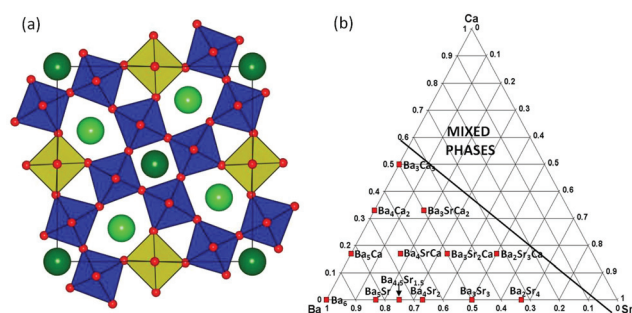 (a)
(b)
Ca
1 0
0.9 0.1
0.8 0.2
0.7 0.3
MIXED
0.6 0.4
PHASES
0.5 Ba₃Ca₃ 0.5
0.4 0.6
Ba₄Ca₂ Ba₃SrCa₂
0.3 0.7
0.2 0.8
Ba₅Ca Ba₄SrCa Ba₃Sr₂Ca Ba₂Sr₃Ca
0.1 0.9
Ba₄.₅Sr₁.₅
0 Ba₆ Ba₅Sr Ba₄Sr₂ Ba₃Sr₃ Ba₂Sr₄
Ba 1 0.9 0.8 0.7 0.6 0.5 0.4 0.3 0.2 0.1 0 Sr